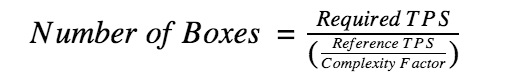 Number of Boxes = Required TPS / (Reference TPS / Complexity Factor)